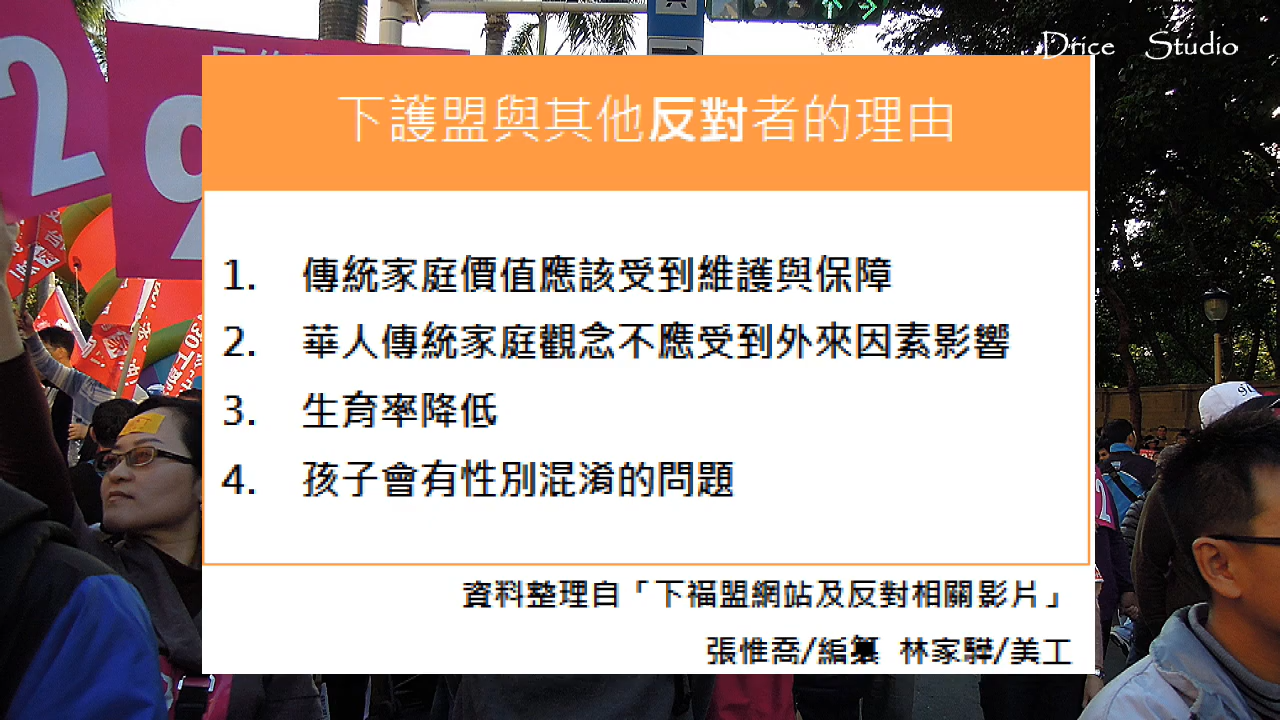 Drice Studio
下護盟與其他反對者的理由
1. 傳統家庭價值應該受到維護與保障
2. 華人傳統家庭觀念不應受到外來因素影響
3. 生育率降低
4. 孩子會有性別混淆的問題
資料整理自「下福盟網站及反對相關影片」
張惟喬/編纂 林家驊/美工